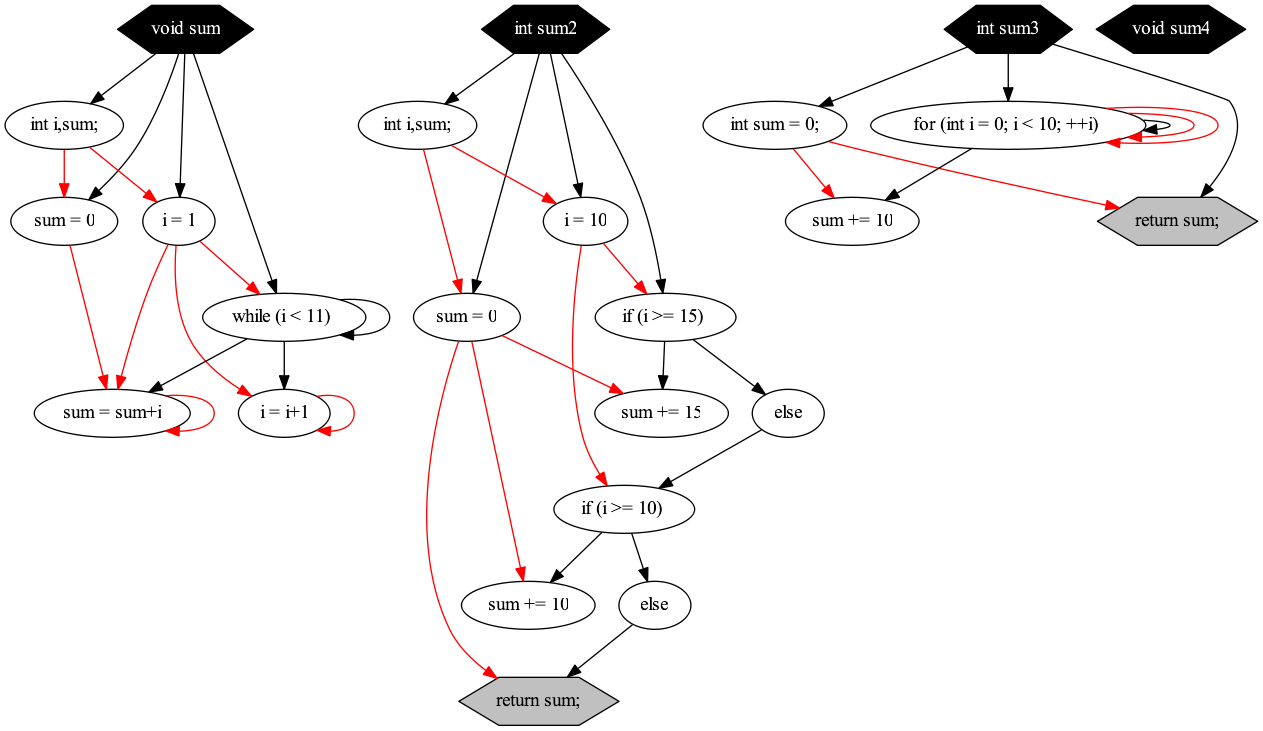 void sum
int sum2
int sum3
void sum4
int i,sum;
int i,sum;
int sum = 0;
for (int i = 0; i < 10; ++i)
sum = 0
i = 1
i = 10
sum += 10
return sum;
while (i < 11)
sum = 0
if (i >= 15)
sum = sum+i
i = i+1
sum += 15
else
if (i >= 10)
sum += 10
else
return sum;